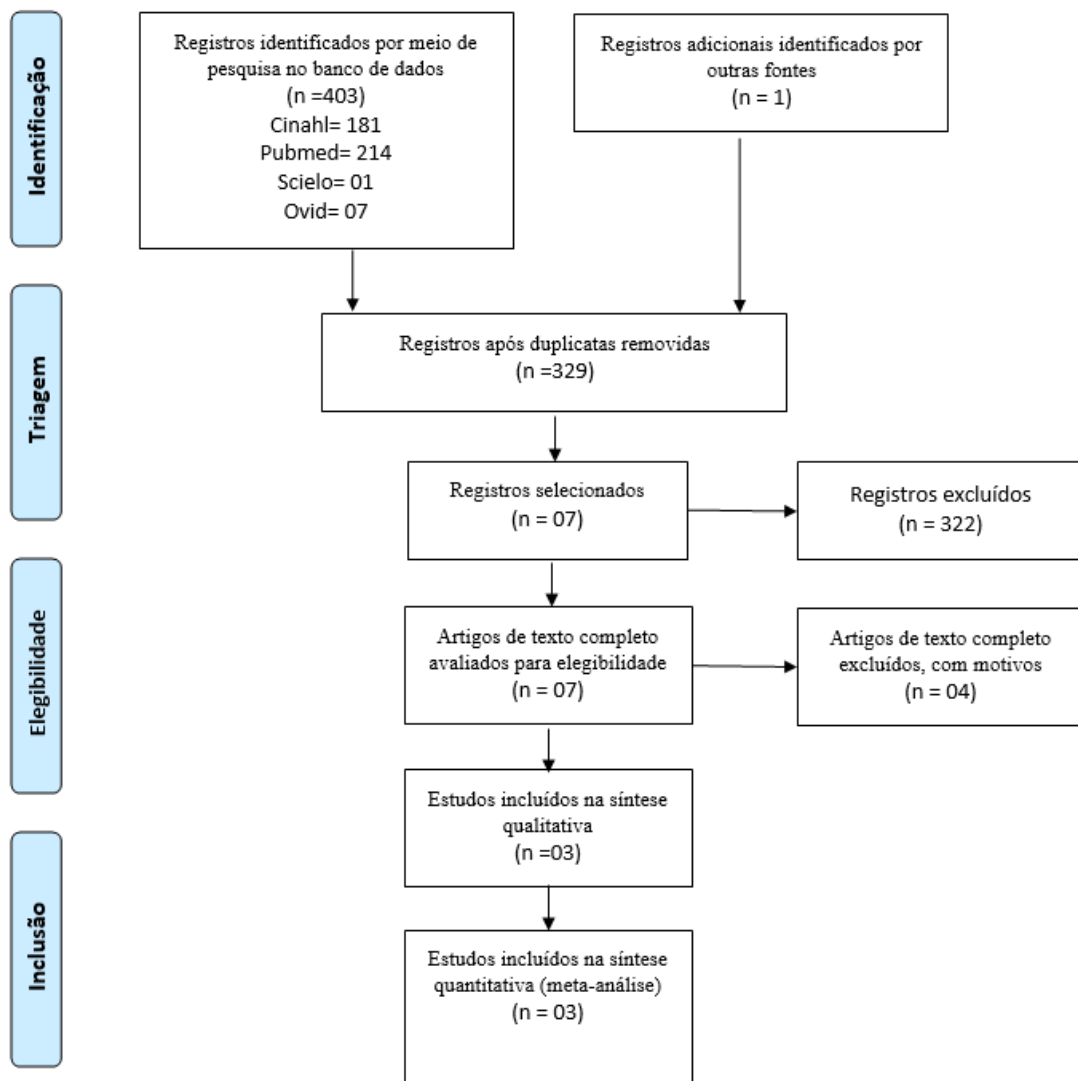 Identificação
Registros identificados por meio de
pesquisa no banco de dados
(n =403)
Cinahl= 181
Pubmed= 214
Scielo= 01
Ovid= 07
Registros adicionais identificados por
outras fontes
(n = 1)
Triagem
Registros após duplicatas removidas
(n =329)
Registros selecionados
(n = 07)
Registros excluídos
(n = 322)
Elegibilidade
Artigos de texto completo
avaliados para elegibilidade
(n = 07)
Artigos de texto completo
excluídos, com motivos
(n = 04)
Estudos incluídos na síntese
qualitativa
(n =03)
Inclusão
Estudos incluídos na síntese
quantitativa (meta-análise)
(n = 03)